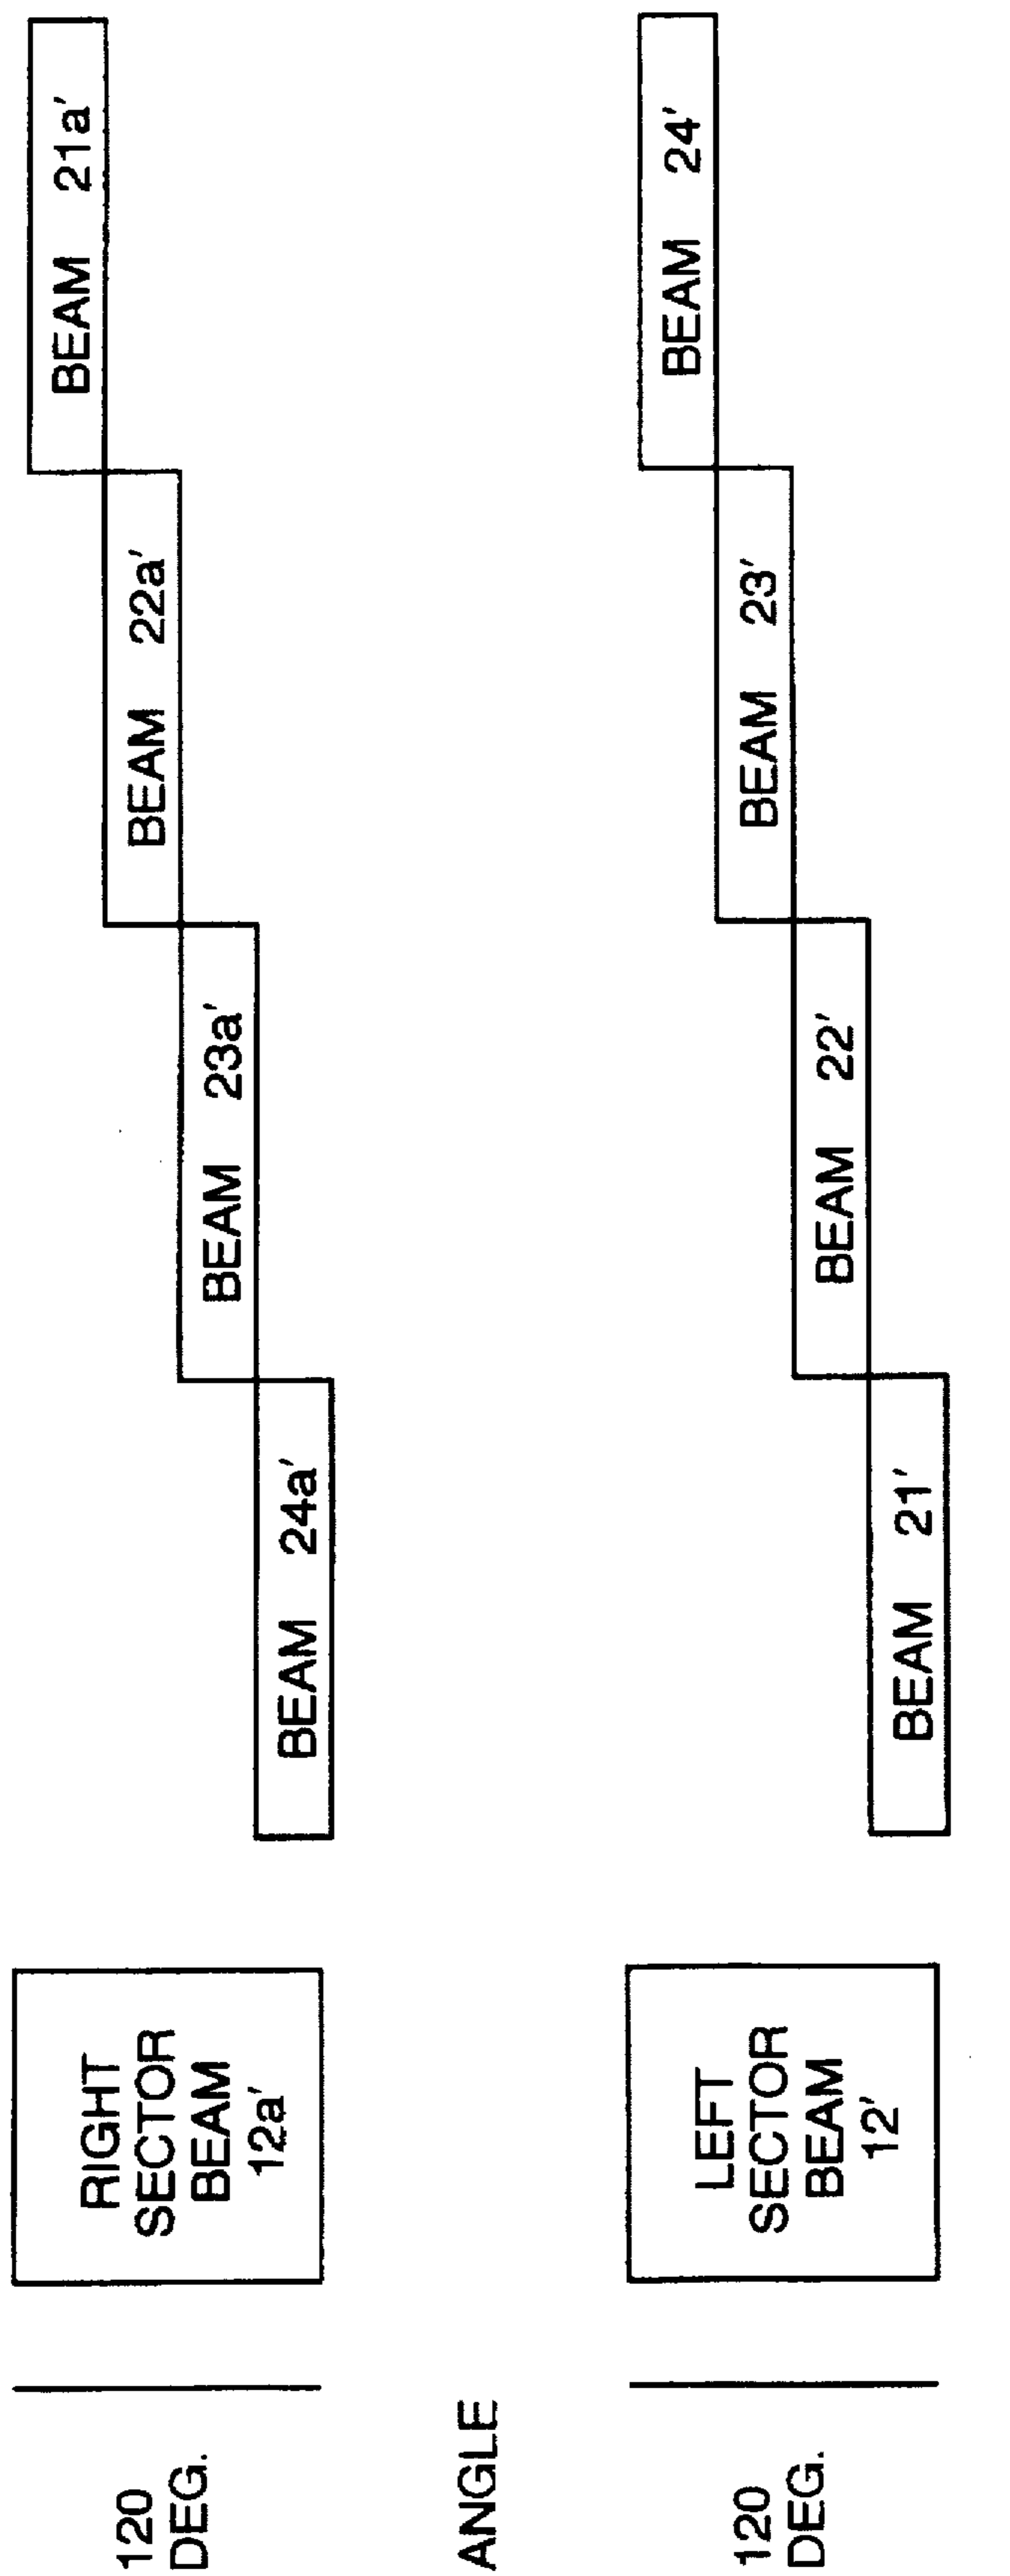 120
DEG.
RIGHT
SECTOR
BEAM
12a'
BEAM 21a'
BEAM 22a'
BEAM 23a'
BEAM 24a'
ANGLE
120
DEG.
LEFT
SECTOR
BEAM
12'
BEAM 24'
BEAM 23'
BEAM 22'
BEAM 21'